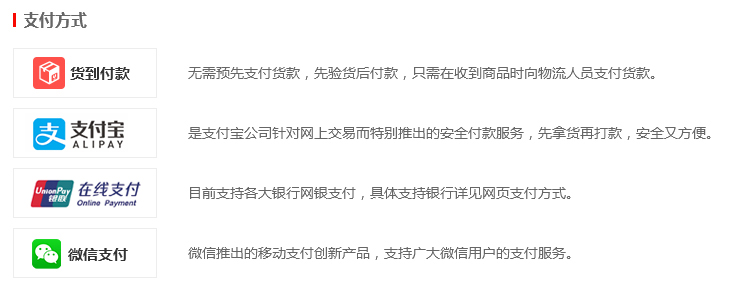 支付方式
货到付款
无需预先支付货款，先验货后付款，只需在收到商品时向物流人员支付货款。
支 支付宝
ALIPAY
是支付宝公司针对网上交易而特别推出的安全付款服务，先拿货再打款，安全又方便。
UnionPay 在线支付
银联 Online Payment
目前支持各大银行网银支付，具体支持银行详见网页支付方式。
微信支付
微信推出的移动支付创新产品，支持广大微信用户的支付服务。